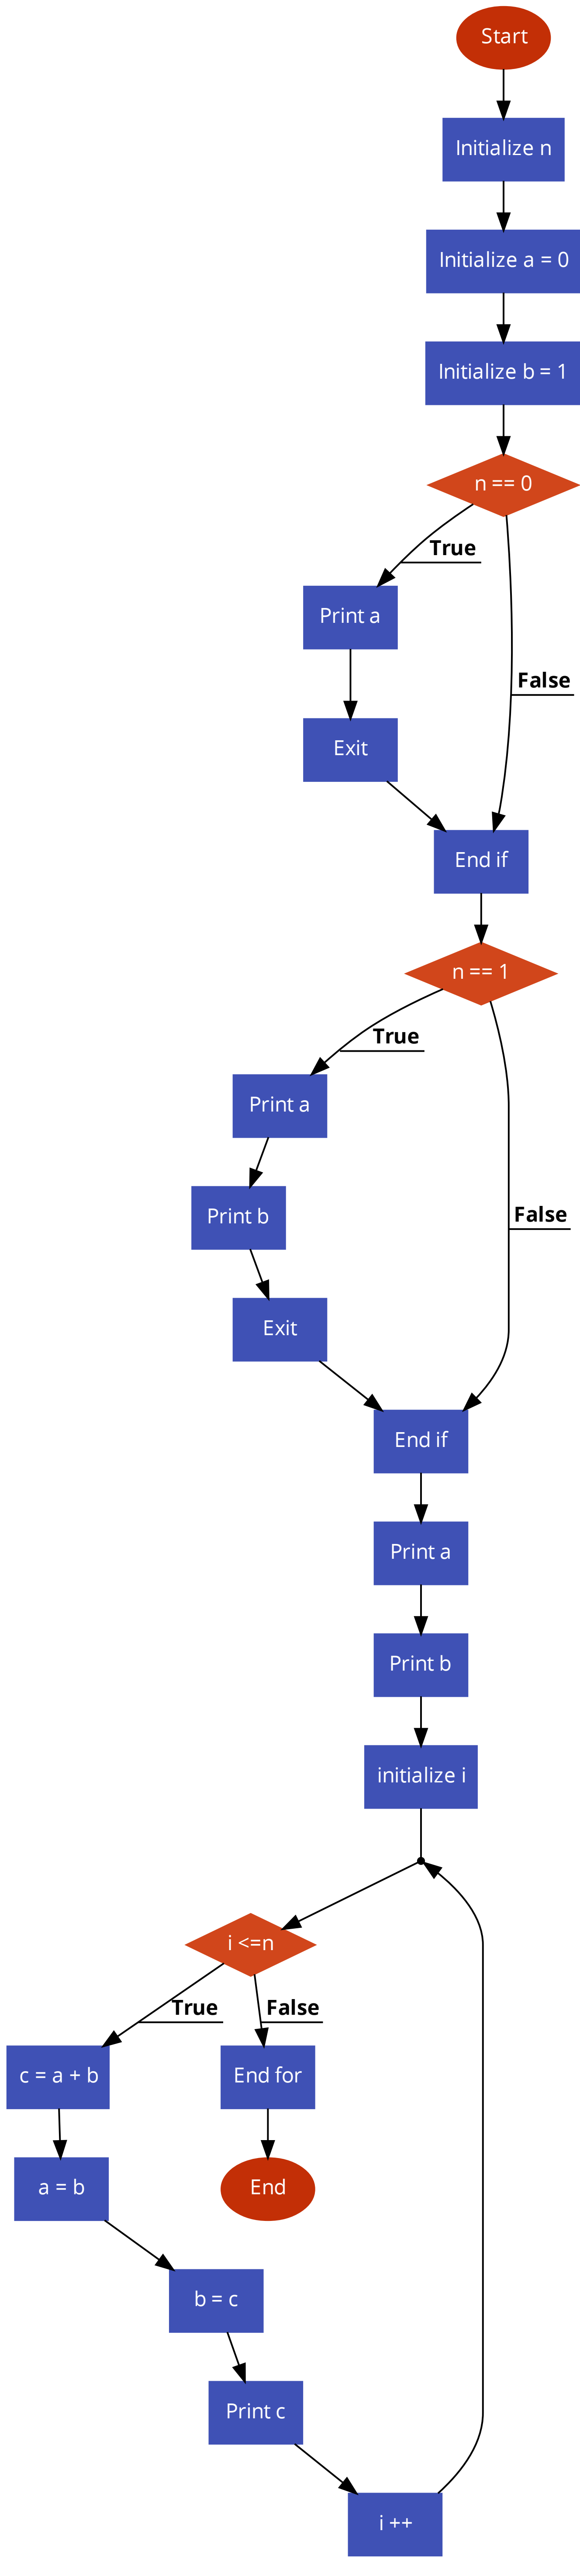 Start
Initialize n
Initialize a = 0
Initialize b = 1
n == 0
True
Print a
False
Exit
End if
n == 1
True
Print a
Print b
False
Exit
End if
Print a
Print b
initialize i
i <=n
True
False
c = a + b
End for
a = b
End
b = c
Print c
i ++